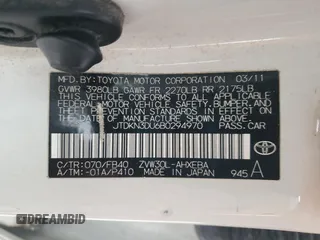 MFD. BY: TOYOTA MOTOR CORPORATION 03/11
GVWR 3980LB GAWR FR 2270LB RR 2175LB
THIS VEHICLE CONFORMS TO ALL APPLICABLE
FEDERAL MOTOR VEHICLE SAFETY, BUMPER, AND
THEFT PREVENTION STANDARDS IN EFFECT ON
THE DATE OF MANUFACTURE SHOWN ABOVE.
JTDKN3DU6B0294970 PASS. CAR
C/TR: 070/FB40 ZVW30L-AHXEBA
A/TM: -01A/P410 MADE IN JAPAN 945 A